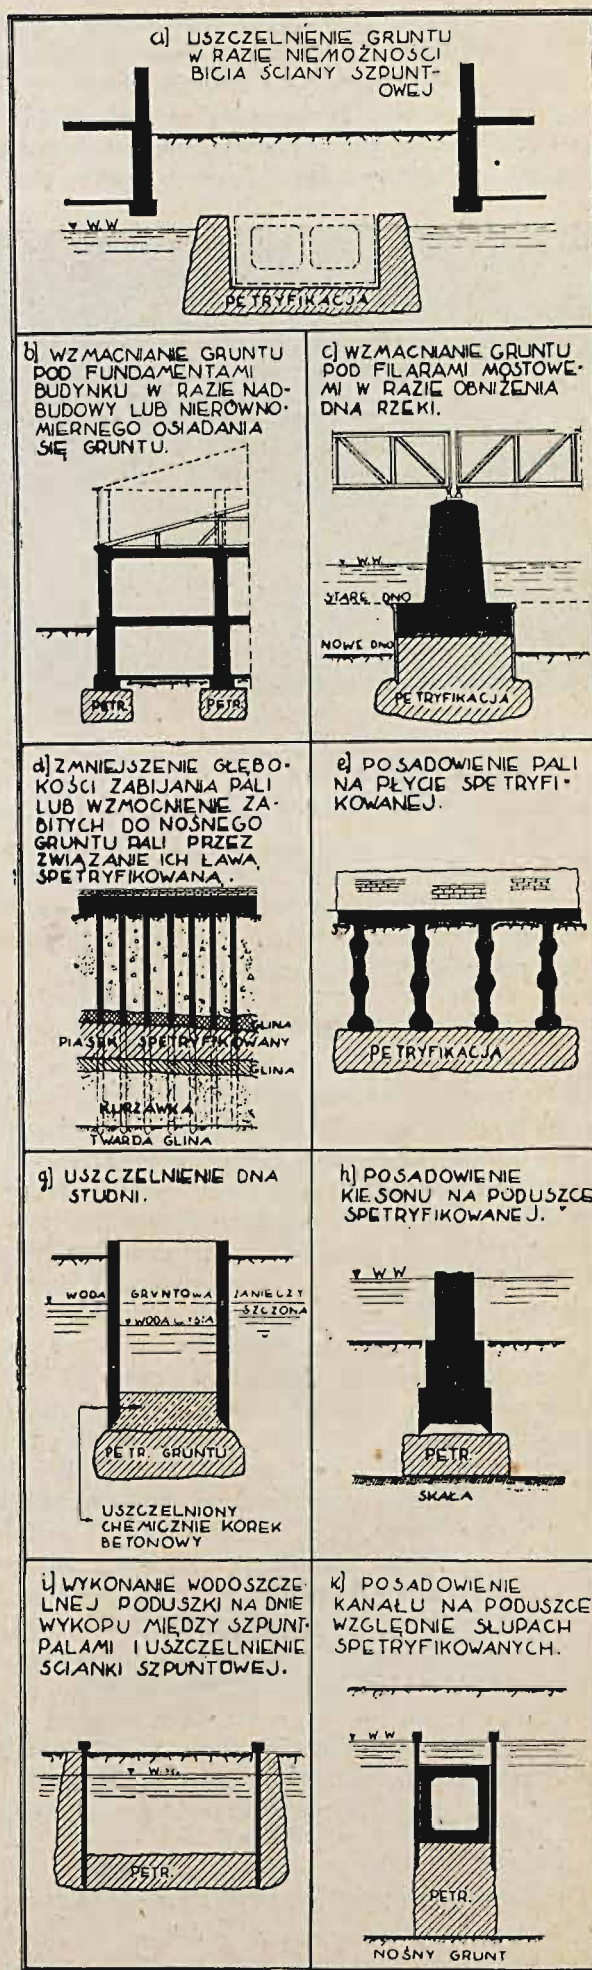 a) USZCZELNIENIE GRUNTU
W RAZIE NIEMOŻNOŚCI
BICIA ŚCIANY SZPUNT-
OWEJ
W.W.
PETRYFIKACJA
b) WZMACNIANIE GRUNTU
POD FUNDAMENTAMI
BUDYNKU W RAZIE NAD-
BUDOWY LUB NIERÓWNO-
MIERNEGO OSIADANIA
SIĘ GRUNTU.
PETR.
PETR.
c) WZMACNIANIE GRUNTU
POD FILARAMI MOSTOWE-
MI W RAZIE OBNIŻENIA
DNA RZEKI.
W.W.
STARE DNO
NOWE DNO
PETRYFIKACJA
d) ZMNIEJSZENIE GŁĘBO-
KOŚCI ZABIJANIA PALI
LUB WZMOCNIENIE ZA-
BITYCH DO NOŚNEGO
GRUNTU PALI PRZEZ
ZWIĄZANIE ICH ŁAWĄ
SPETRYFIKOWANĄ.
GLINA
PIASEK SPETRYFIKOWANY
GLINA
KURZAWKA
TWARDA GLINA
e) POSADOWIENIE PALI
NA PŁYCIE SPETRYFI-
KOWANEJ.
PETRYFIKACJA
g) USZCZELNIENIE DNA
STUDNI.
WODA GRUNTOWA ZANIECZY
SZCZONA
WODA CZYSTA
PETR. GRUNTU
USZCZELNIONY
CHEMICZNIE KOREK
BETONOWY
h) POSADOWIENIE
KIESONU NA PODUSZCE
SPETRYFIKOWANEJ.
W W
PETR.
SKAŁA
i) WYKONANIE WODOSZCZE-
LNEJ PODUSZKI NA DNIE
WYKOPU MIĘDZY SZPUNT-
PALAMI I USZCZELNIENIE
ŚCIANKI SZPUNTOWEJ.
PETR.
k) POSADOWIENIE
KANAŁU NA PODUSZCE
WZGLĘDNIE SŁUPACH
SPETRYFIKOWANYCH.
W.W
PETR.
NOŚNY GRUNT